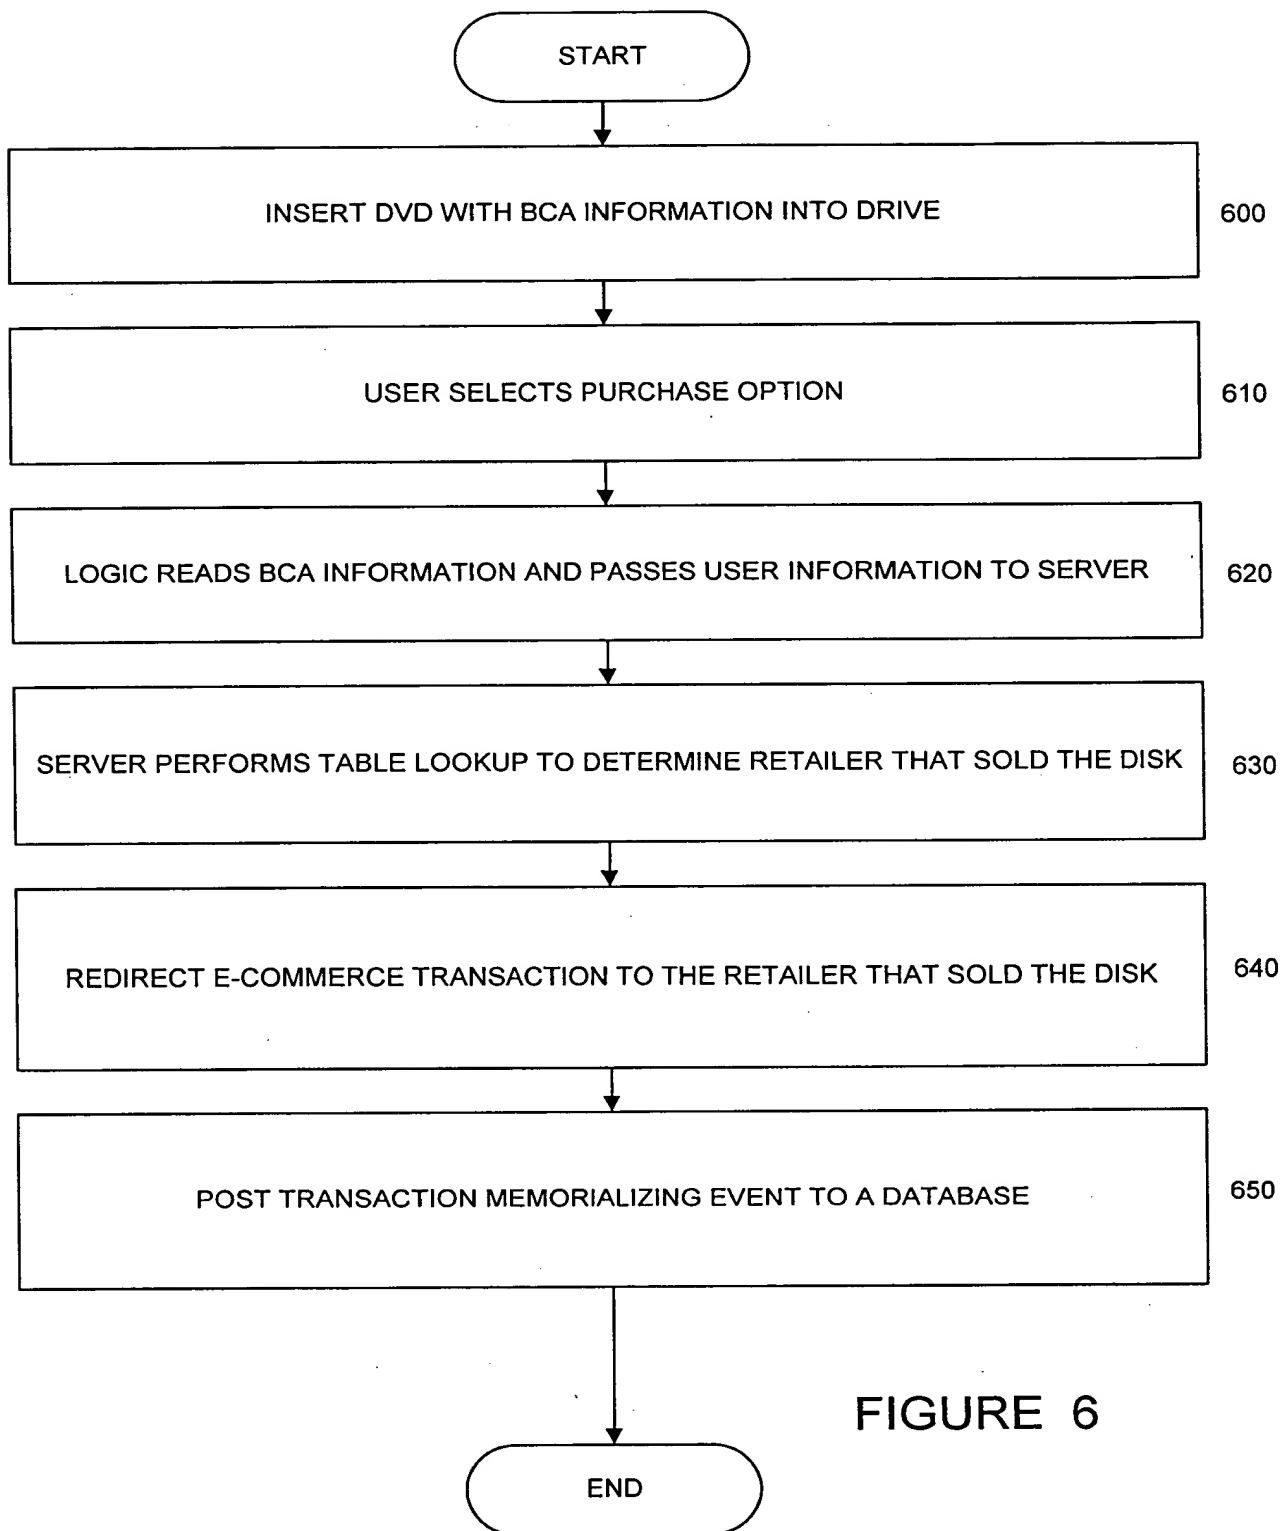 START
INSERT DVD WITH BCA INFORMATION INTO DRIVE
600
USER SELECTS PURCHASE OPTION
610
LOGIC READS BCA INFORMATION AND PASSES USER INFORMATION TO SERVER
620
SERVER PERFORMS TABLE LOOKUP TO DETERMINE RETAILER THAT SOLD THE DISK
630
REDIRECT E-COMMERCE TRANSACTION TO THE RETAILER THAT SOLD THE DISK
640
POST TRANSACTION MEMORIALIZING EVENT TO A DATABASE
650
FIGURE 6
END